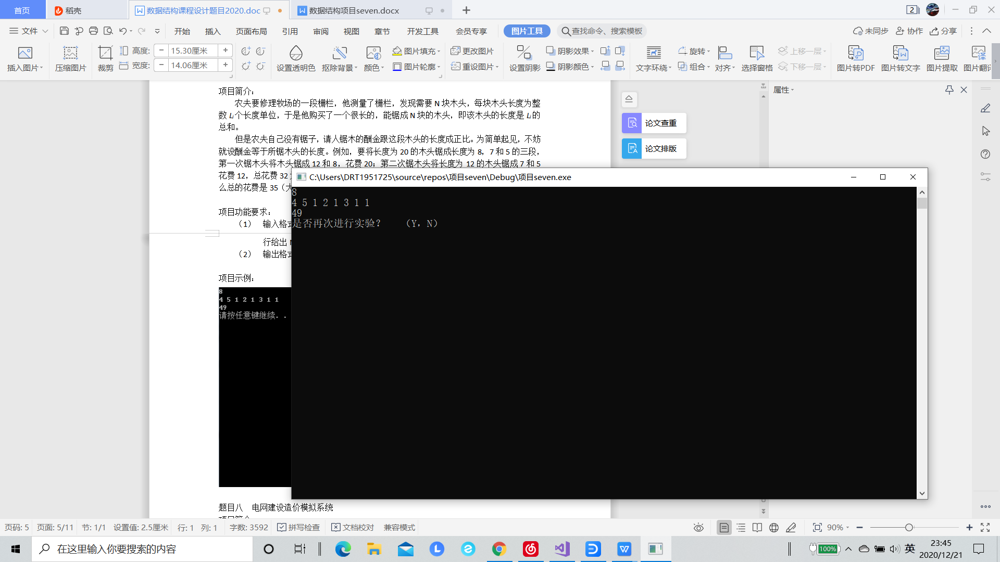 首页
稻壳
数据结构课程设计题目2020.doc
数据结构项目seven.docx
2
文件
开始 插入 页面布局 引用 审阅 视图 章节 开发工具 会员专享 图片工具
查找命令、搜索模板
未同步 协作 分享
插入图片
压缩图片
裁剪
高度: 15.30厘米
宽度: 14.06厘米
设置透明色
抠除背景
颜色
图片填充
图片轮廓
更改图片
重设图片
设置阴影
阴影效果
阴影颜色
文字环绕
旋转
组合
对齐
选择窗格
上移一层
下移一层
图片转PDF
图片转文字
图片提取
图片翻译
项目简介:
农夫要修理牧场的一段栅栏，他测量了栅栏，发现需要 N 块木头，每块木头长度为整
数 Li 个长度单位，于是他购买了一个很长的，能锯成 N 块的木头，即该木头的长度是 Li 的
总和。
但是农夫自己没有锯子，请人锯木的酬金跟这段木头的长度成正比。为简单起见，不妨
就设酬金等于所锯木头的长度。例如，要将长度为 20 的木头锯成长度为 8，7 和 5 的三段，
第一次锯木头将木头锯成 12 和 8，花费 20；第二次锯木头将长度为 12 的木头锯成 7 和 5
花费 12，总花费 32
么总的花费是 35（大
项目功能要求:
（1） 输入格式
行给出
（2） 输出格式
项目示例:
8
4 5 1 2 1 3 1 1
49
请按任意键继续. .
题目八 电网建设造价模拟系统
论文查重
论文排版
属性
C:\Users\DRT1951725\source\repos\项目seven\Debug\项目seven.exe
8
4 5 1 2 1 3 1 1
49
是否再次进行实验？ （Y，N）
页码: 5 页面: 5/11 节: 1/1 设置值: 2.5厘米 行: 1 列: 1 字数: 3592 拼写检查 文档校对 兼容模式
90%
在这里输入你要搜索的内容
100%
英
23:45
2020/12/21